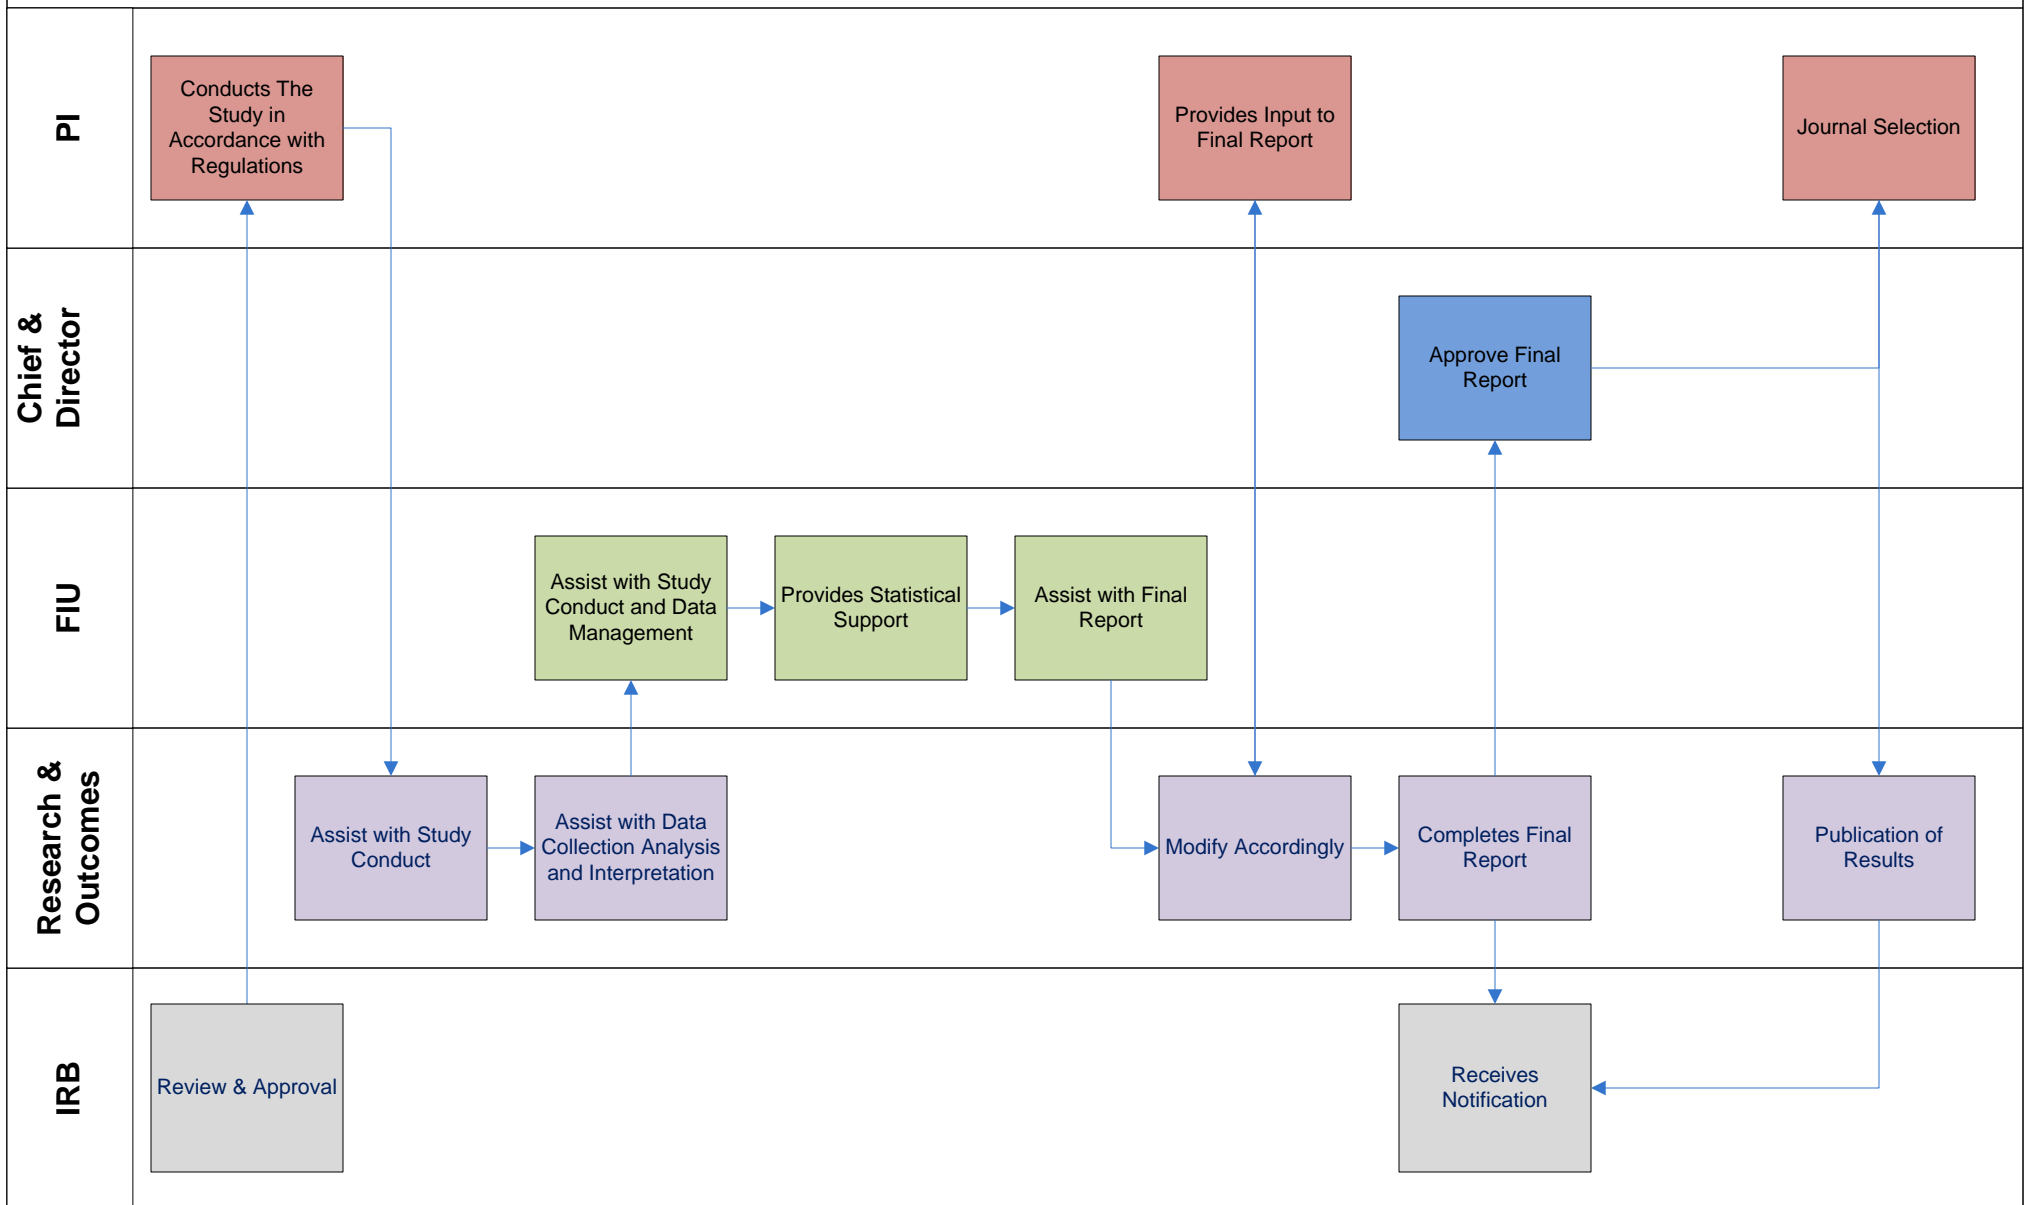 PI
Conducts The
Study in
Accordance with
Regulations
Provides Input to
Final Report
Journal Selection
Chief &
Director
Approve Final
Report
FIU
Assist with Study
Conduct and Data
Management
Provides Statistical
Support
Assist with Final
Report
Research &
Outcomes
Assist with Study
Conduct
Assist with Data
Collection Analysis
and Interpretation
Modify Accordingly
Completes Final
Report
Publication of
Results
IRB
Review & Approval
Receives
Notification